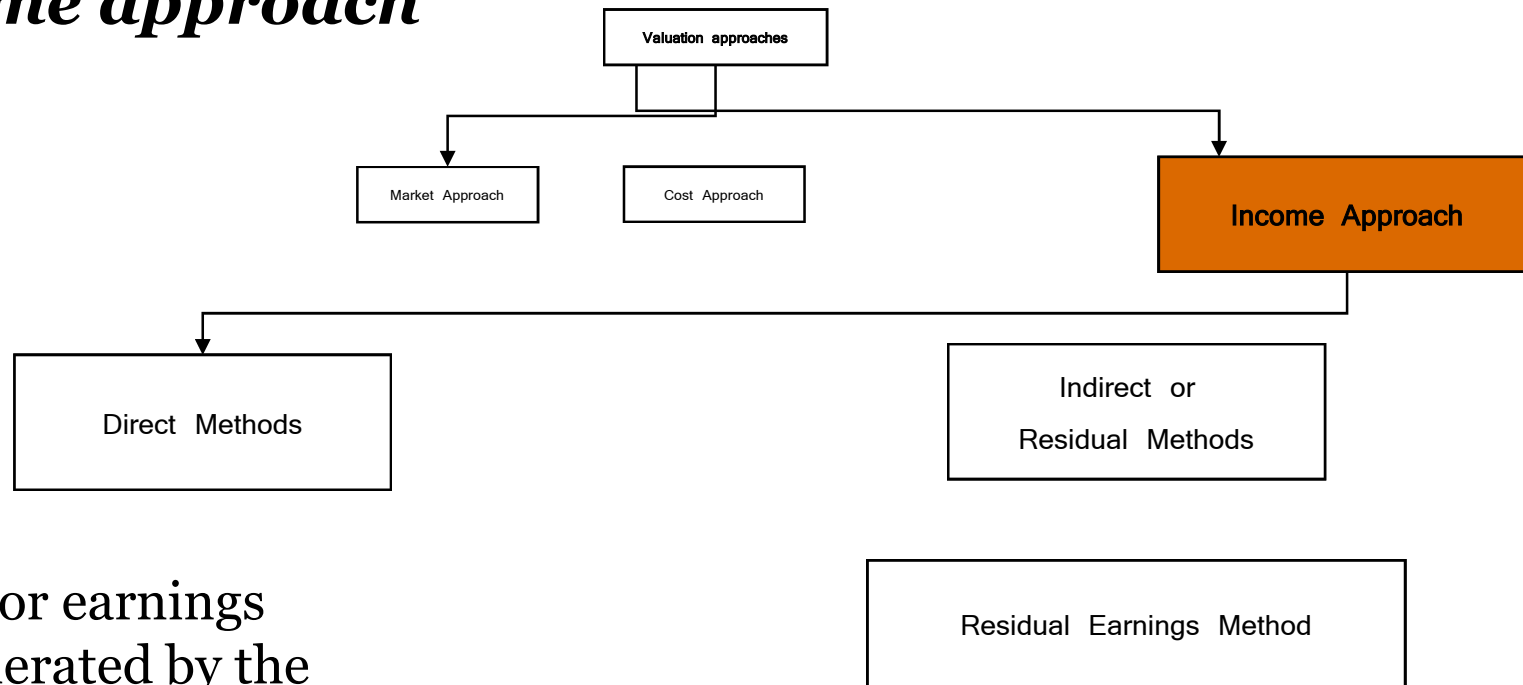 me approach
Valuation approaches
Market Approach
Cost Approach
Income Approach
Direct Methods
Indirect or
Residual Methods
or earnings
nerated by the
Residual Earnings Method